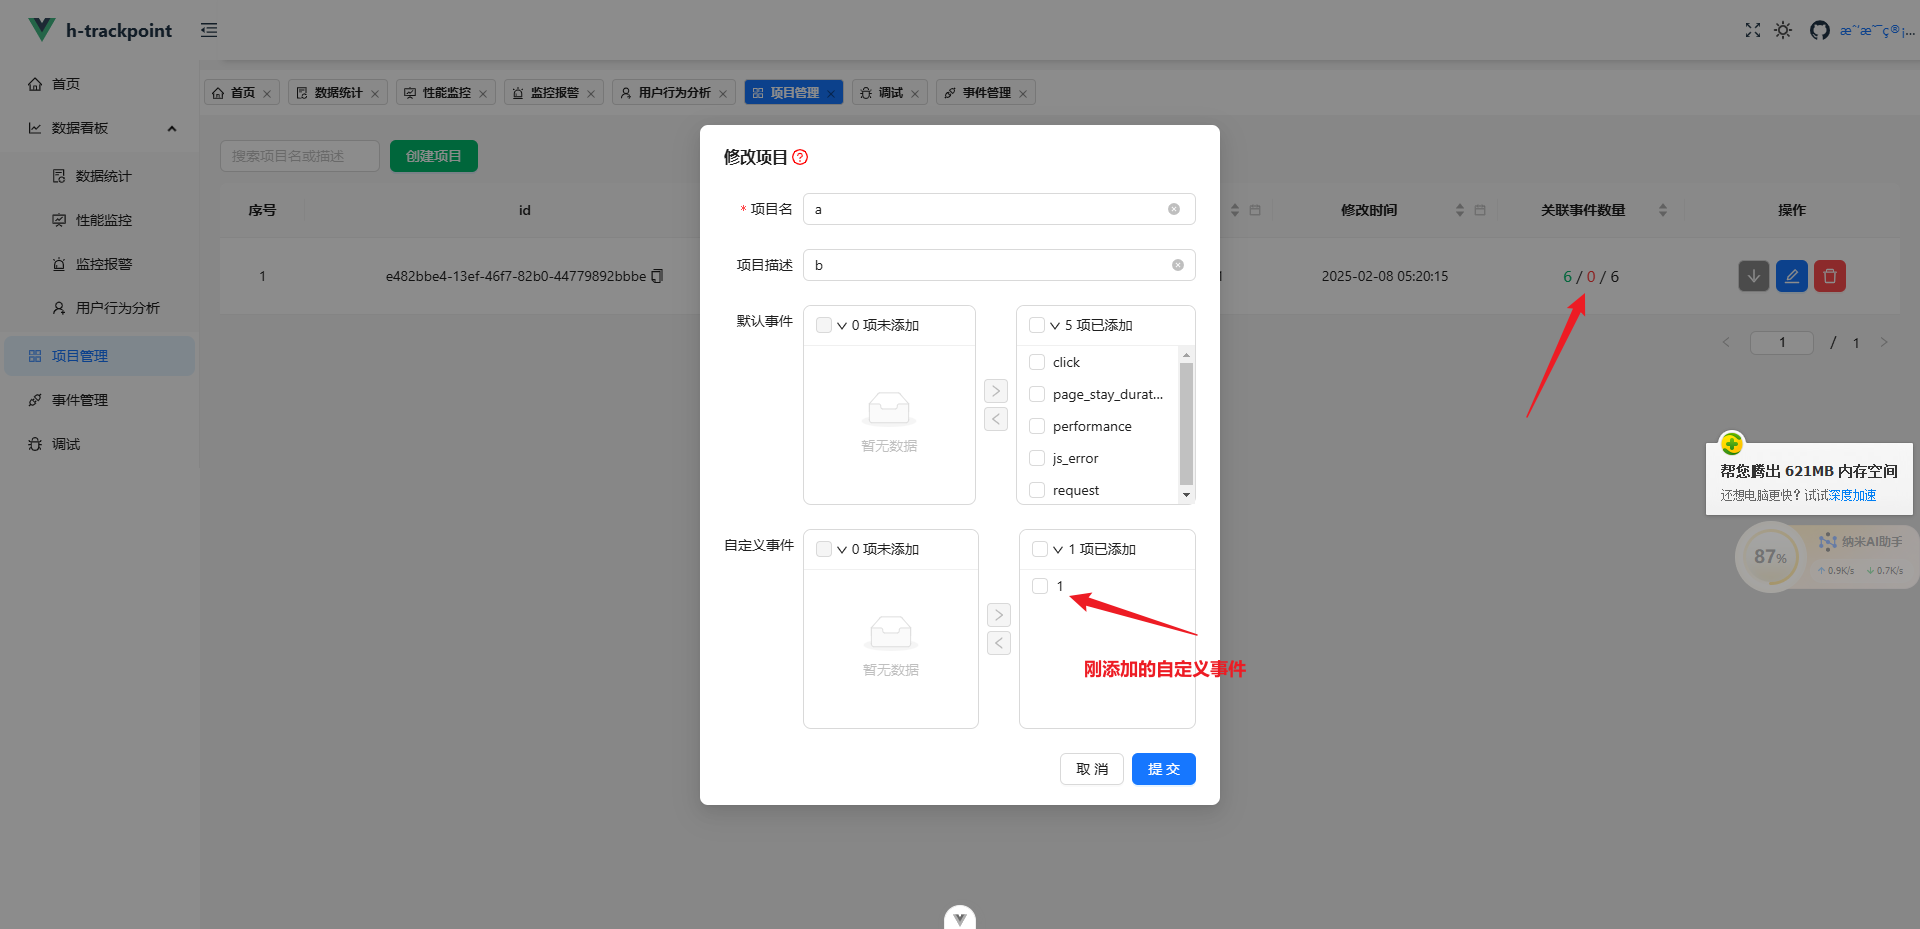 h-trackpoint
æˆ‘æ˜¯ç®¡...
首页
数据看板
数据统计
性能监控
监控报警
用户行为分析
项目管理
事件管理
调试
首页
数据统计
性能监控
监控报警
用户行为分析
项目管理
调试
事件管理
搜索项目名或描述
创建项目
序号
id
修改时间
关联事件数量
操作
1
e482bbe4-13ef-46f7-82b0-44779892bbbe
2025-02-08 05:20:15
6 / 0 / 6
1 / 1
修改项目
* 项目名
a
项目描述
b
默认事件
0 项未添加
暂无数据
5 项已添加
click
page_stay_durat...
performance
js_error
request
自定义事件
0 项未添加
暂无数据
1 项已添加
1
刚添加的自定义事件
取 消
提 交
帮您腾出 621MB 内存空间
还想电脑更快? 试试深度加速
87%
纳米AI助手
0.9K/s
0.7K/s